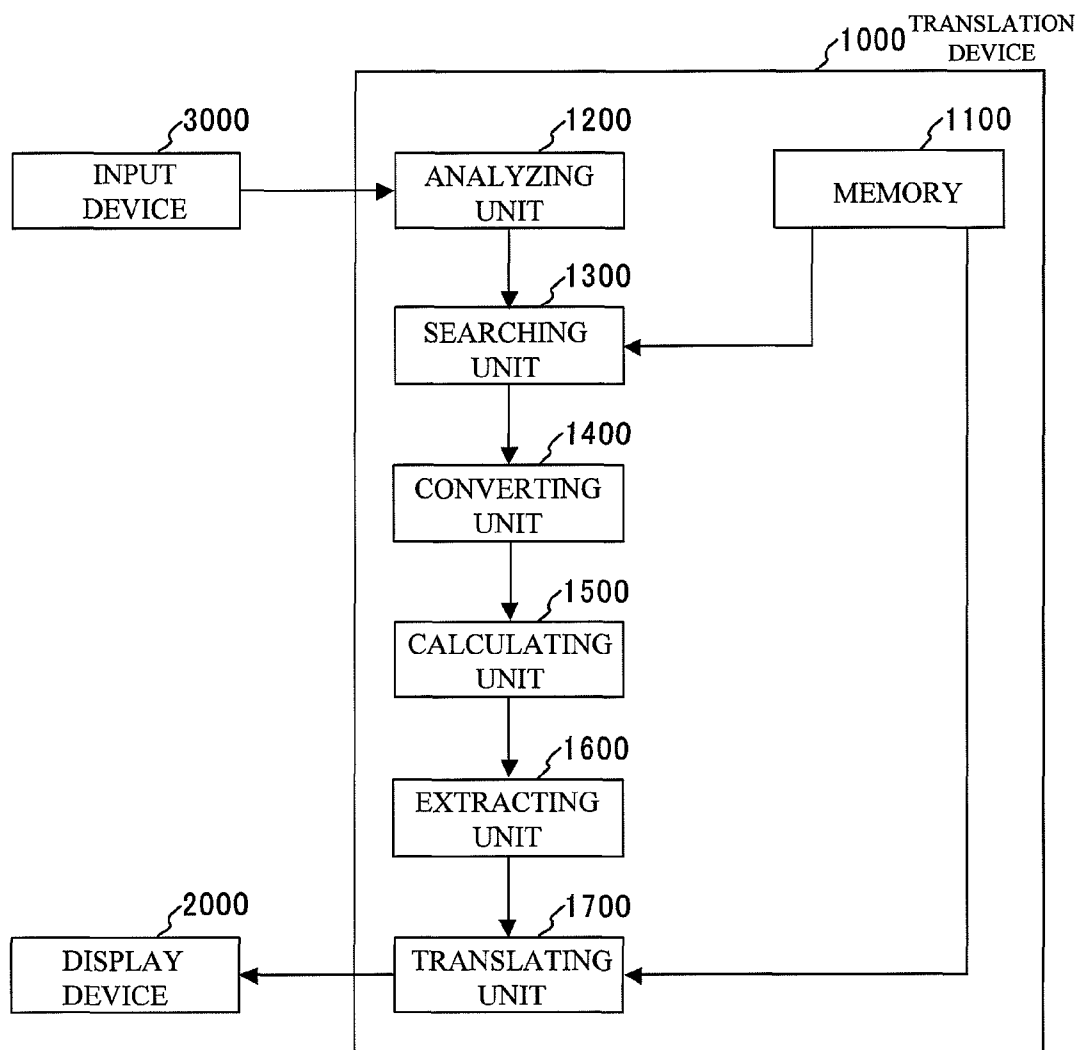 1000 TRANSLATION
DEVICE
3000
INPUT
DEVICE
1200
ANALYZING
UNIT
1100
MEMORY
1300
SEARCHING
UNIT
1400
CONVERTING
UNIT
1500
CALCULATING
UNIT
1600
EXTRACTING
UNIT
2000
DISPLAY
DEVICE
1700
TRANSLATING
UNIT